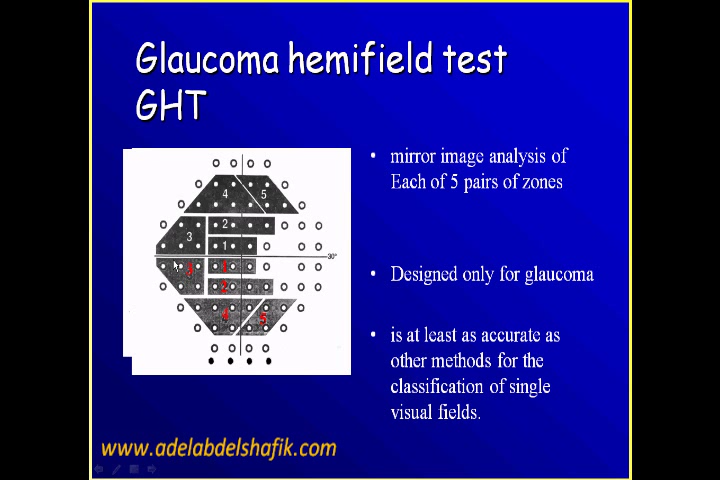 Glaucoma hemifield test
GHT
• mirror image analysis of
Each of 5 pairs of zones
4 5
2
3
1
30°
1
3
2
4
5
• Designed only for glaucoma
• is at least as accurate as
other methods for the
classification of single
visual fields.
www.adelabdelshafik.com